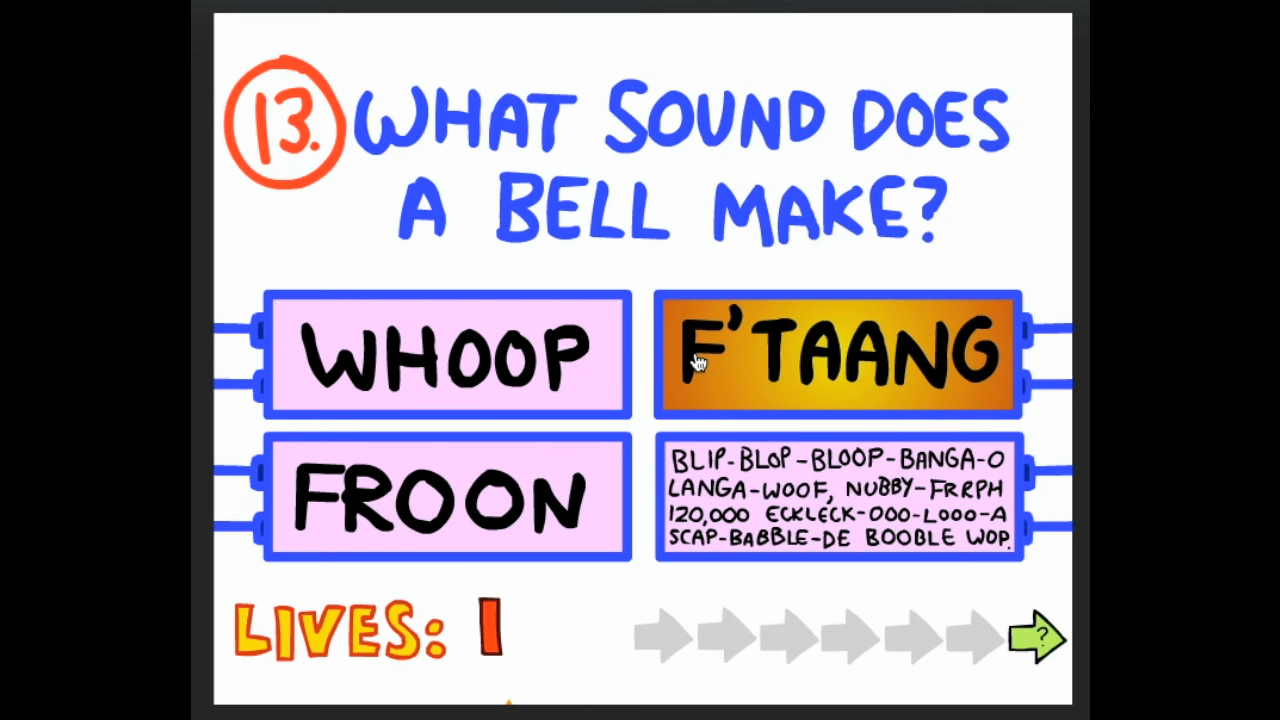 13. WHAT SOUND DOES
A BELL MAKE?
WHOOP
F'TAANG
FROON
BLIP-BLOP-BLOOP-BANGA-O
LANGA-WOOF, NUBBY-FRRPH
120,000 ECKLECK-OOO-LOOO-A
SCAP-BABBLE-DE BOOBLE WOP.
LIVES: 1
?